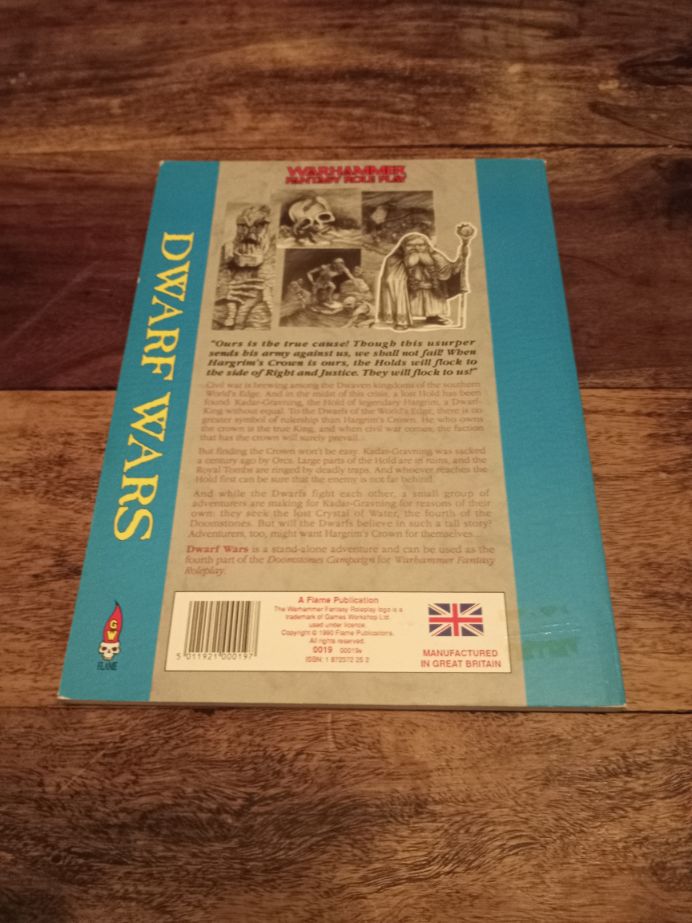 WARHAMMER
FANTASY ROLE PLAY
DWARF WARS
"Ours is the true cause! Though this usurper
sends his army against us, we shall not fail! When
Hargrim's Crown is ours, the Holds will flock to
the side of Right and Justice. They will flock to us!"
Civil war is brewing among the Dwarven kingdoms of the southern
World's Edge. And in the midst of this crisis, a lost Hold has been
found: Kadar-Gravning, the Hold of legendary Hargrim, a Dwarf-
King without equal. To the Dwarfs of the World's Edge, there is no
greater symbol of rulership than Hargrim's Crown. He who owns
the crown is the true King, and when civil war comes, the faction
that has the crown will surely prevail...
But finding the Crown won't be easy. Kadar-Gravning was sacked
a century ago by Orcs. Large parts of the Hold are in ruins, and the
Royal Tombs are ringed by deadly traps. And whoever reaches the
Hold first can be sure that the enemy is not far behind.
And while the Dwarfs fight each other, a small group of
adventurers are making for Kadar-Gravning for reasons of their
own: they seek the lost Crystal of Water, the fourth of the
Doomstones. But will the Dwarfs believe in such a tall story?
Adventurers, too, might want Hargrim's Crown for themselves...
Dwarf Wars is a stand-alone adventure and can be used as the
fourth part of the Doomstones Campaign for Warhammer Fantasy
Roleplay.
GW
FLAME
5 011921 000197
A Flame Publication
The Warhammer Fantasy Roleplay logo is a
trademark of Games Workshop Ltd
used under licence.
Copyright © 1990 Flame Publications.
All rights reserved.
0019 00019s
ISBN: 1 872372 25 2
MANUFACTURED
IN GREAT BRITAIN